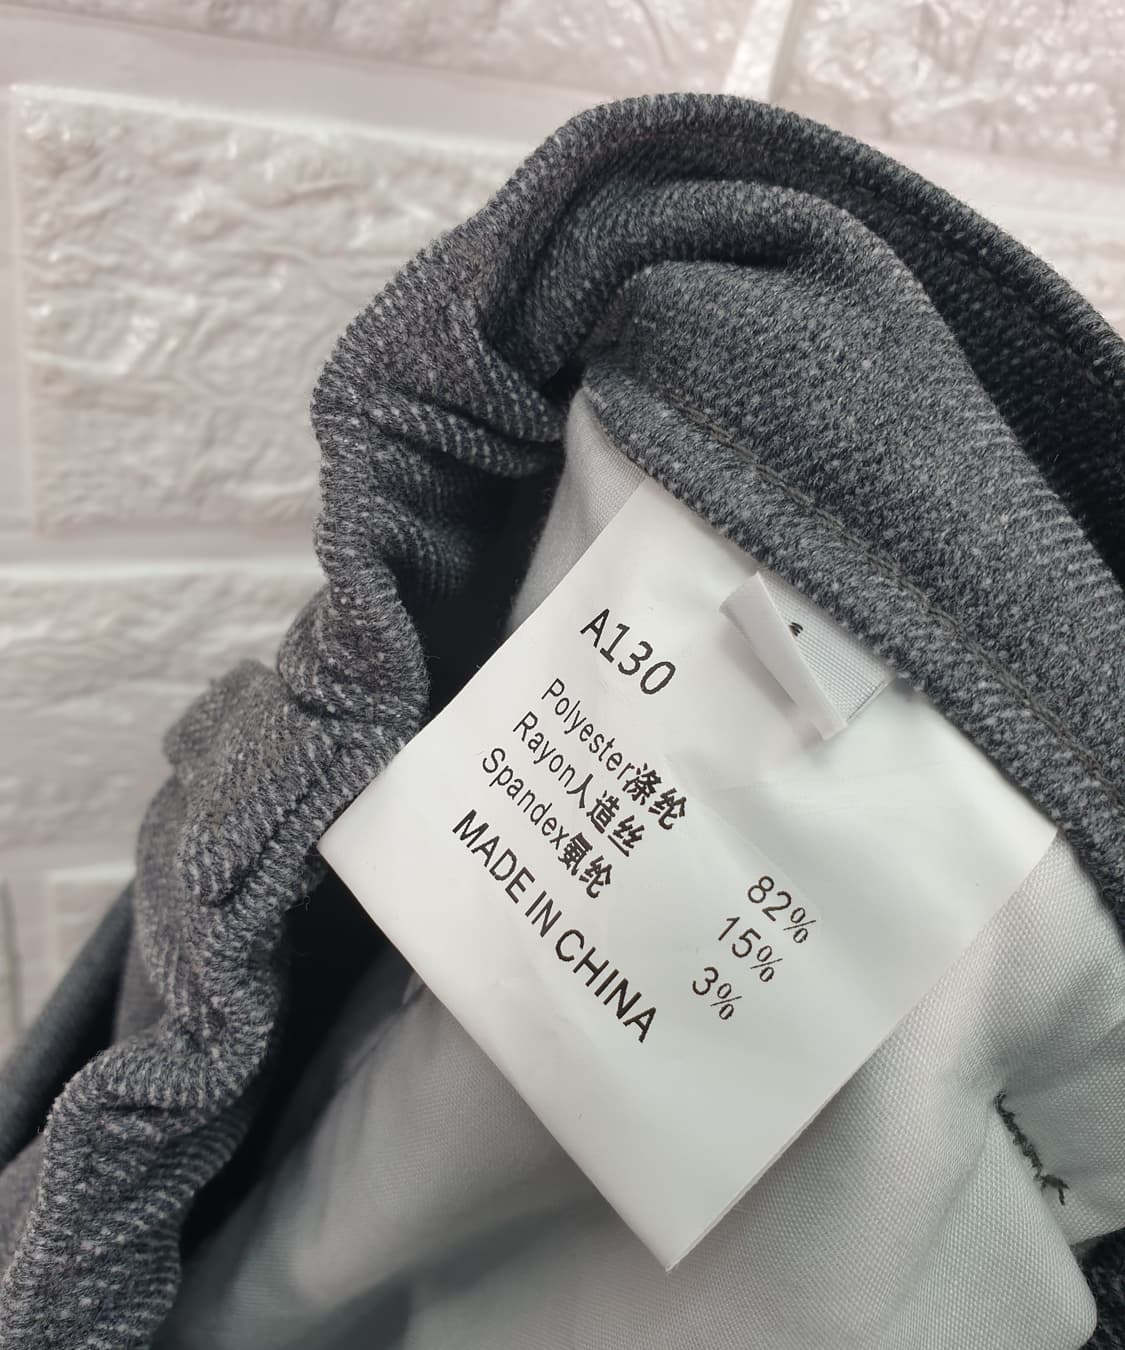 A130
Polyester涤纶 82%
Rayon人造丝 15%
Spandex氨纶 3%
MADE IN CHINA